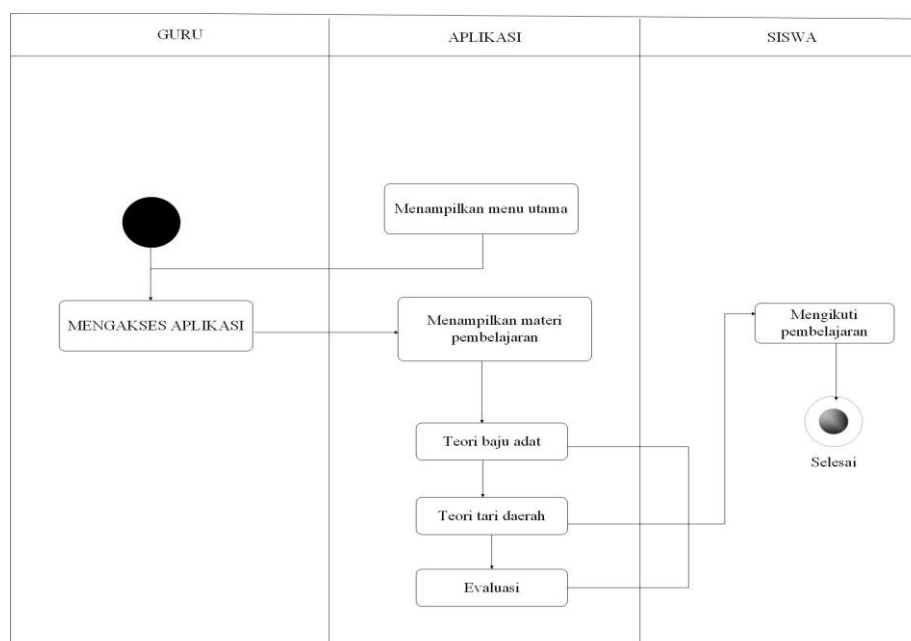 GURU
APLIKASI
SISWA
Menampilkan menu utama
MENGAKSES APLIKASI
Menampilkan materi
pembelajaran
Mengikuti
pembelajaran
Teori baju adat
Selesai
Teori tari daerah
Evaluasi